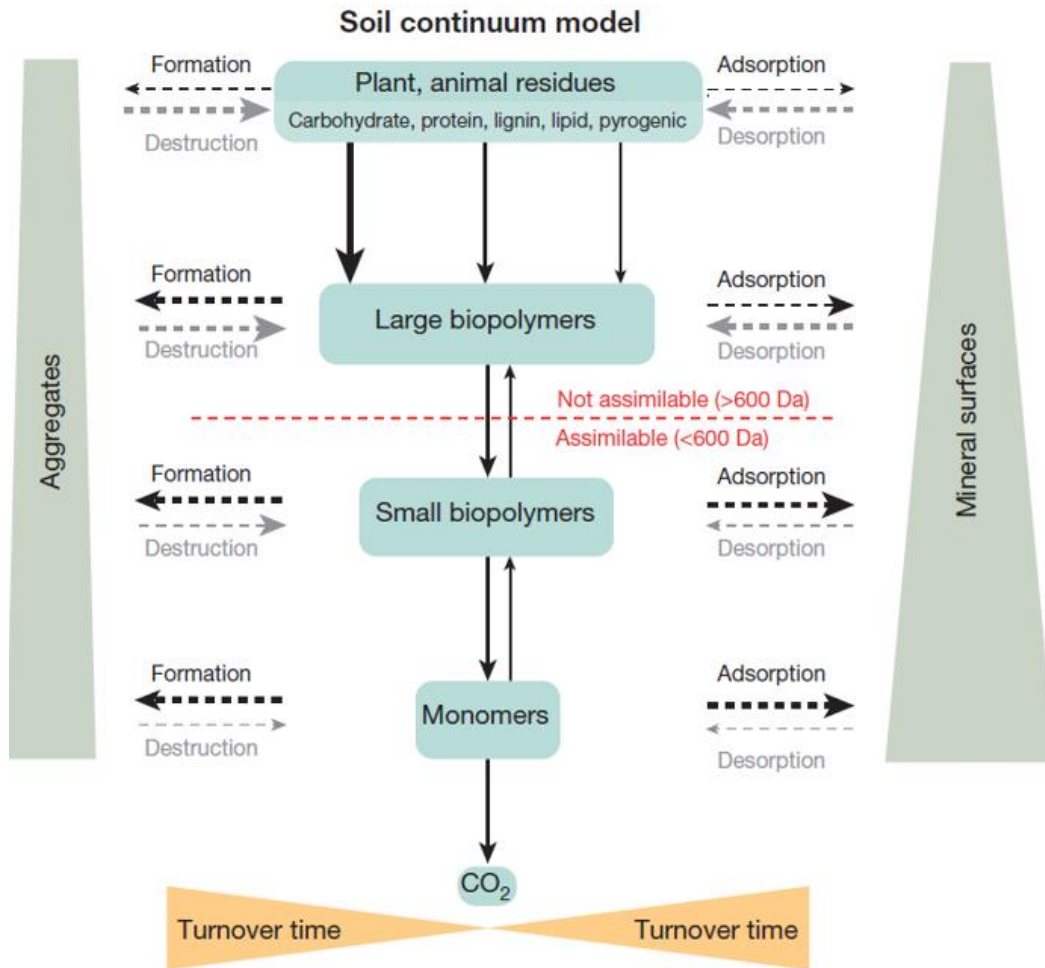 Soil continuum model
Formation
Plant, animal residues
Adsorption
Carbohydrate, protein, lignin, lipid, pyrogenic
Destruction
Desorption
Formation
Large biopolymers
Adsorption
Destruction
Desorption
Not assimilable (>600 Da)
Assimilable (<600 Da)
Aggregates
Mineral surfaces
Formation
Small biopolymers
Adsorption
Destruction
Desorption
Formation
Monomers
Adsorption
Destruction
Desorption
CO₂
Turnover time
Turnover time